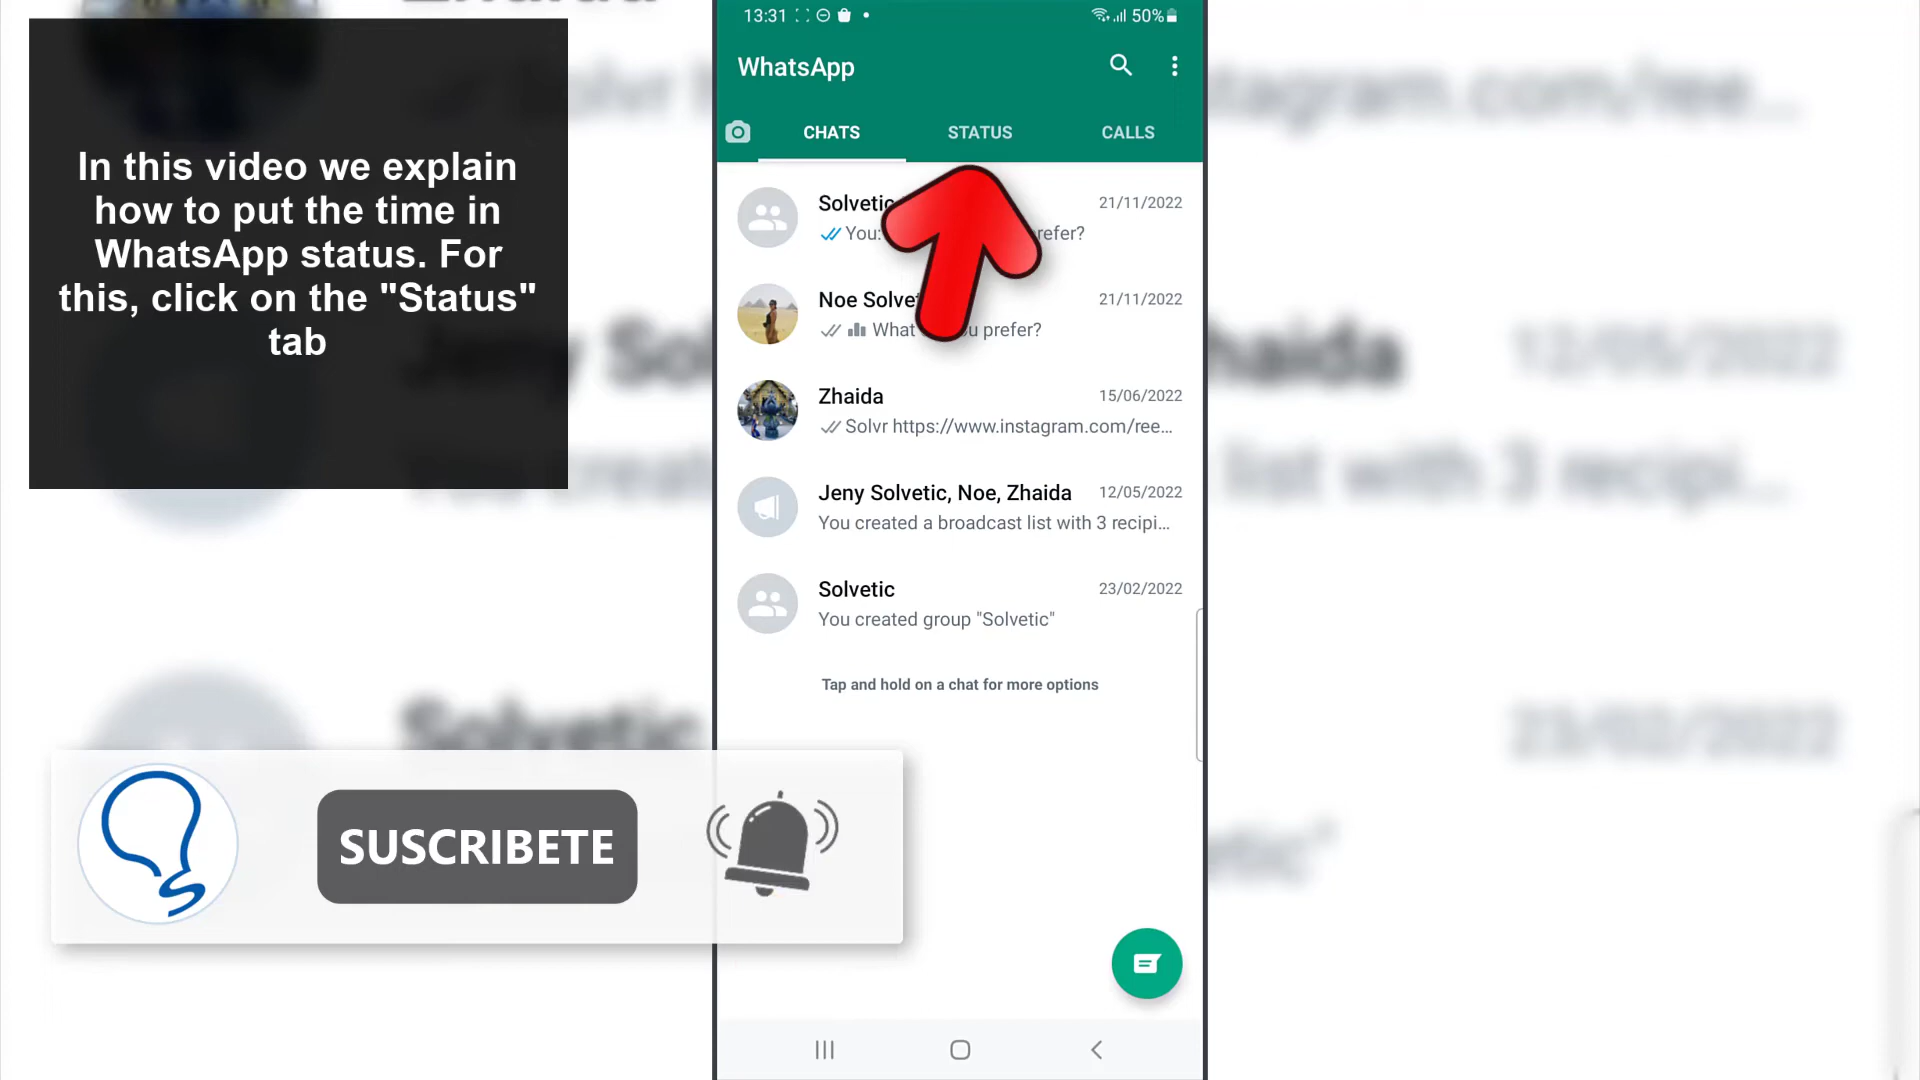 In this video we explain
how to put the time in
WhatsApp status. For
this, click on the "Status"
tab
13:31 50%
WhatsApp
CHATS STATUS CALLS
Solvetic 21/11/2022
You: refer?
Noe Solvet 21/11/2022
What u prefer?
Zhaida 15/06/2022
Solvr https://www.instagram.com/ree...
Jeny Solvetic, Noe, Zhaida 12/05/2022
You created a broadcast list with 3 recipi...
Solvetic 23/02/2022
You created group "Solvetic"
Tap and hold on a chat for more options
SUSCRIBETE